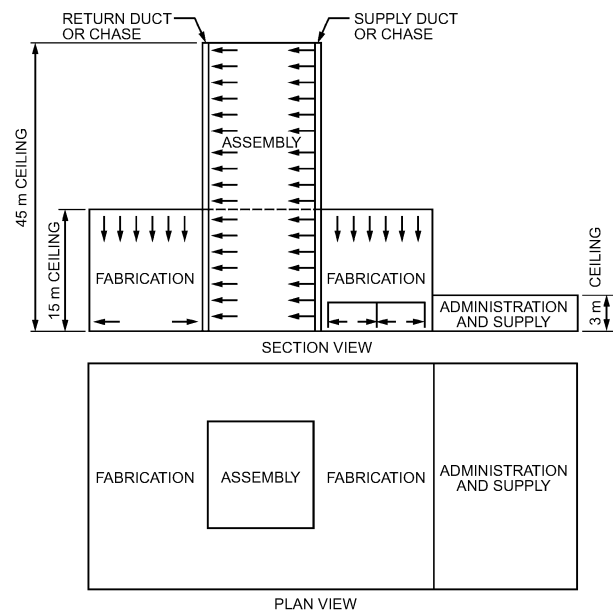 RETURN DUCT
OR CHASE
SUPPLY DUCT
OR CHASE
ASSEMBLY
45 m CEILING
15 m CEILING
FABRICATION
FABRICATION
3 m CEILING
ADMINISTRATION
AND SUPPLY
SECTION VIEW
FABRICATION
ASSEMBLY
FABRICATION
ADMINISTRATION
AND SUPPLY
PLAN VIEW